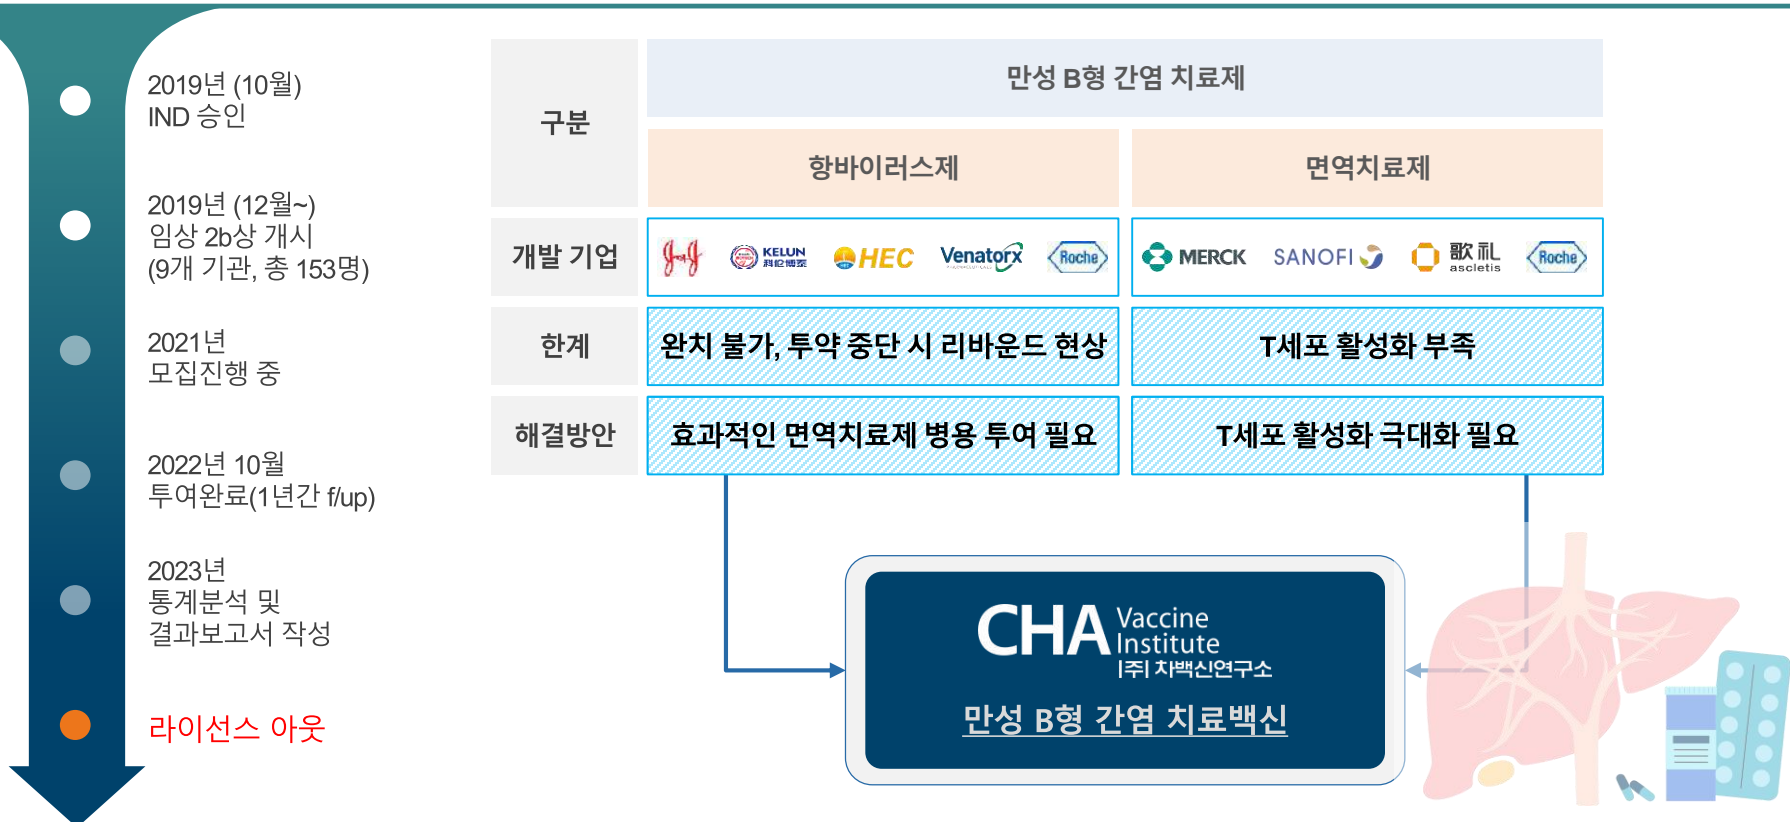 2019년 (10월)
IND 승인
2019년 (12월~)
임상 2b상 개시
(9개 기관, 총 153명)
2021년
모집진행 중
2022년 10월
투여완료(1년간 f/up)
2023년
통계분석 및
결과보고서 작성
라이선스 아웃
구분
만성 B형 간염 치료제
항바이러스제
면역치료제
개발 기업
J&J
KELUN
科伦博泰
HEC
Venatorx
PHARMACEUTICALS
Roche
MERCK
SANOFI
歌礼
ascletis
Roche
한계
완치 불가, 투약 중단 시 리바운드 현상
T세포 활성화 부족
해결방안
효과적인 면역치료제 병용 투여 필요
T세포 활성화 극대화 필요
CHA Vaccine
Institute
|주| 차백신연구소
만성 B형 간염 치료백신